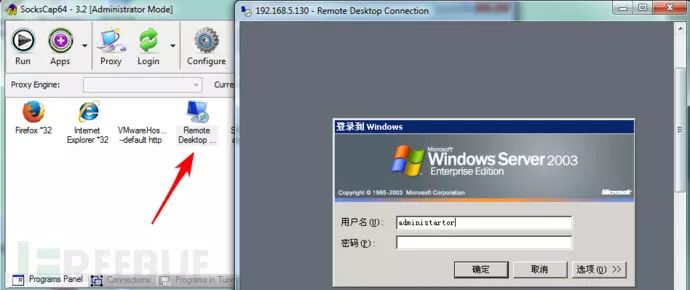 SocksCap64 - 3.2 [Administrator Mode]
Run
Apps
Proxy
Login
Configure
Proxy Engine:
Curre
Firefox *32
Internet
Explorer *32
VMwareHos...
--default http
Remote
Desktop ...
S
FREEBUF
Programs Panel
Connections
Programs in Tunn
192.168.5.130 - Remote Desktop Connection
登录到 Windows
Microsoft
Windows Server 2003
Enterprise Edition
Copyright © 1985-2003 Microsoft Corporation
Microsoft
用户名(U):
administartor
密码(P):
确定
取消
选项(O) >>